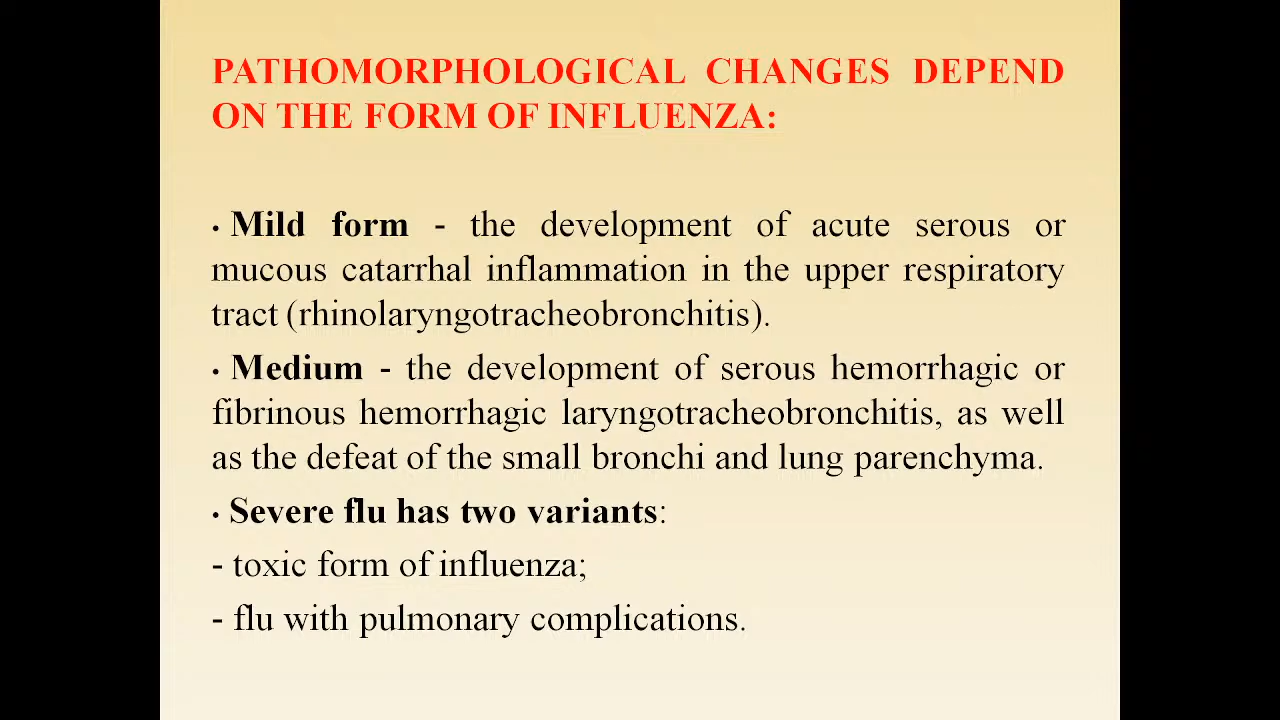 PATHOMORPHOLOGICAL CHANGES DEPEND
ON THE FORM OF INFLUENZA:
• Mild form - the development of acute serous or
mucous catarrhal inflammation in the upper respiratory
tract (rhinolaryngotracheobronchitis).
• Medium - the development of serous hemorrhagic or
fibrinous hemorrhagic laryngotracheobronchitis, as well
as the defeat of the small bronchi and lung parenchyma.
• Severe flu has two variants:
- toxic form of influenza;
- flu with pulmonary complications.